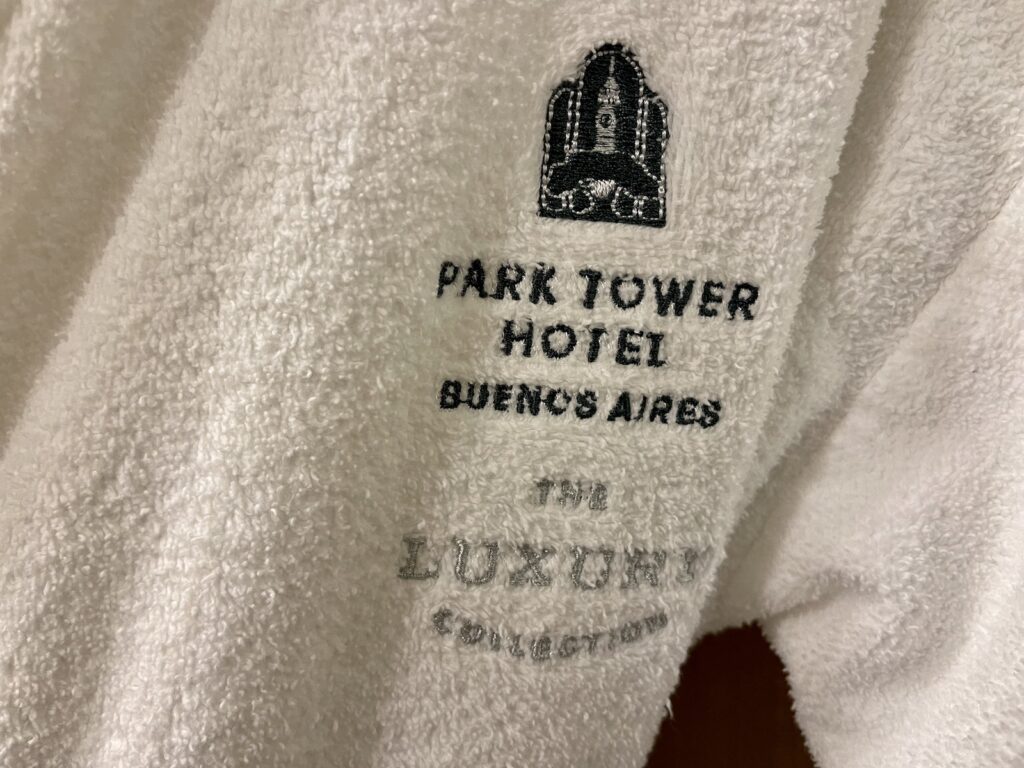 PARK TOWER
HOTEL
BUENOS AIRES
THE
LUXURY
COLLECTION